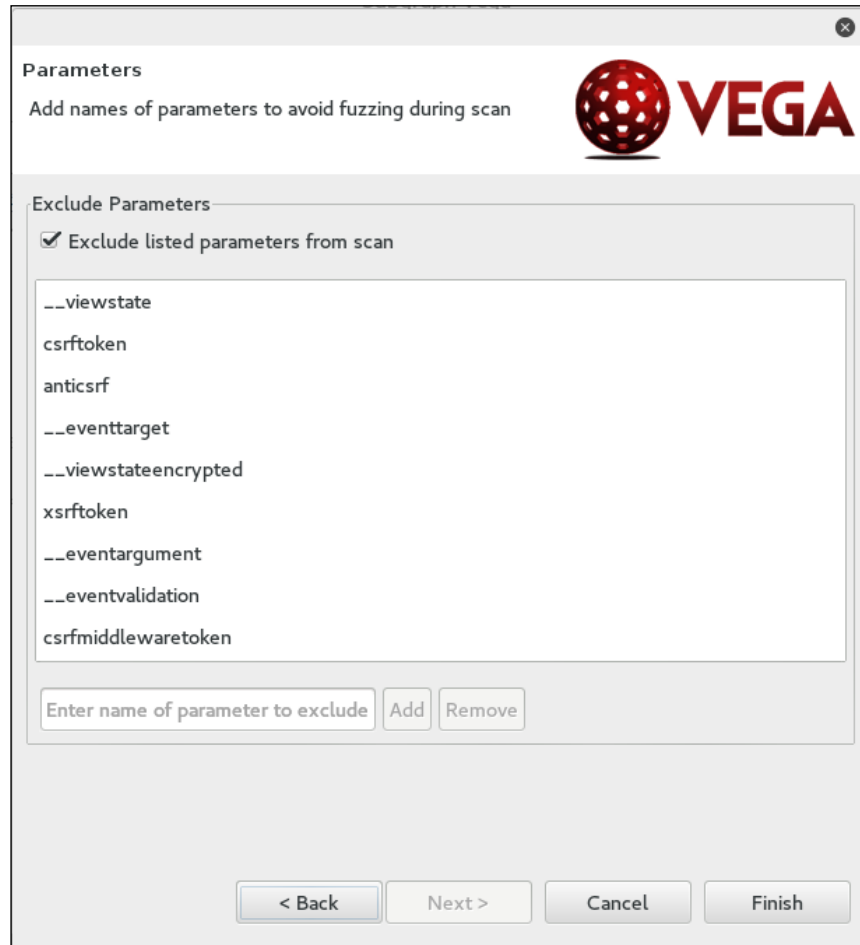 Parameters
Add names of parameters to avoid fuzzing during scan
VEGA
Exclude Parameters
Exclude listed parameters from scan
__viewstate
csrftoken
anticsrf
__eventtarget
__viewstateencrypted
xsrftoken
__eventargument
__eventvalidation
csrfmiddlewaretoken
Enter name of parameter to exclude Add Remove
< Back Next > Cancel Finish